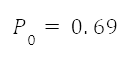 P₀ = 0.69